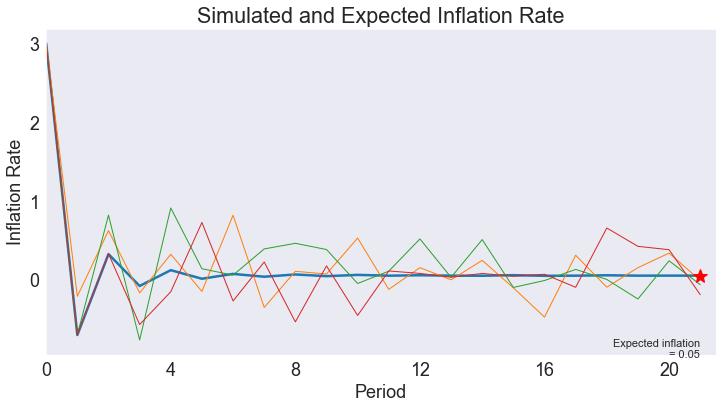 Simulated and Expected Inflation Rate
Inflation Rate
3
2
1
0
Expected inflation
= 0.05
0 4 8 12 16 20
Period